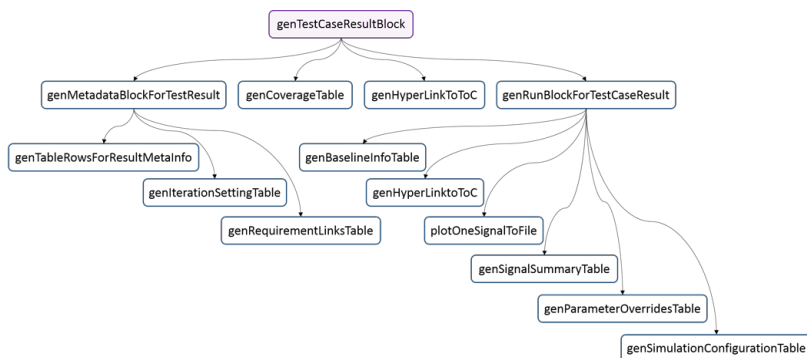 genTestCaseResultBlock
genMetadataBlockForTestResult
genCoverageTable
genHyperLinkToToC
genRunBlockForTestCaseResult
genTableRowsForResultMetaInfo
genBaselineInfoTable
genIterationSettingTable
genHyperLinktoToC
genRequirementLinksTable
plotOneSignalToFile
genSignalSummaryTable
genParameterOverridesTable
genSimulationConfigurationTable